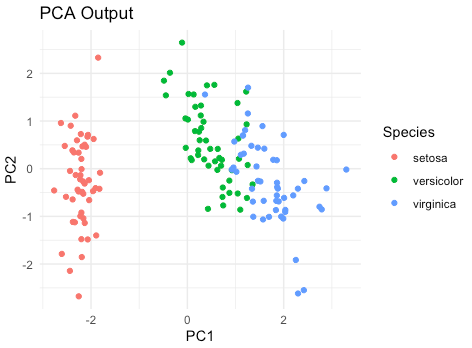 PCA Output
PC2
2
1
0
-1
-2
-2
0
2
PC1
Species
setosa
versicolor
virginica